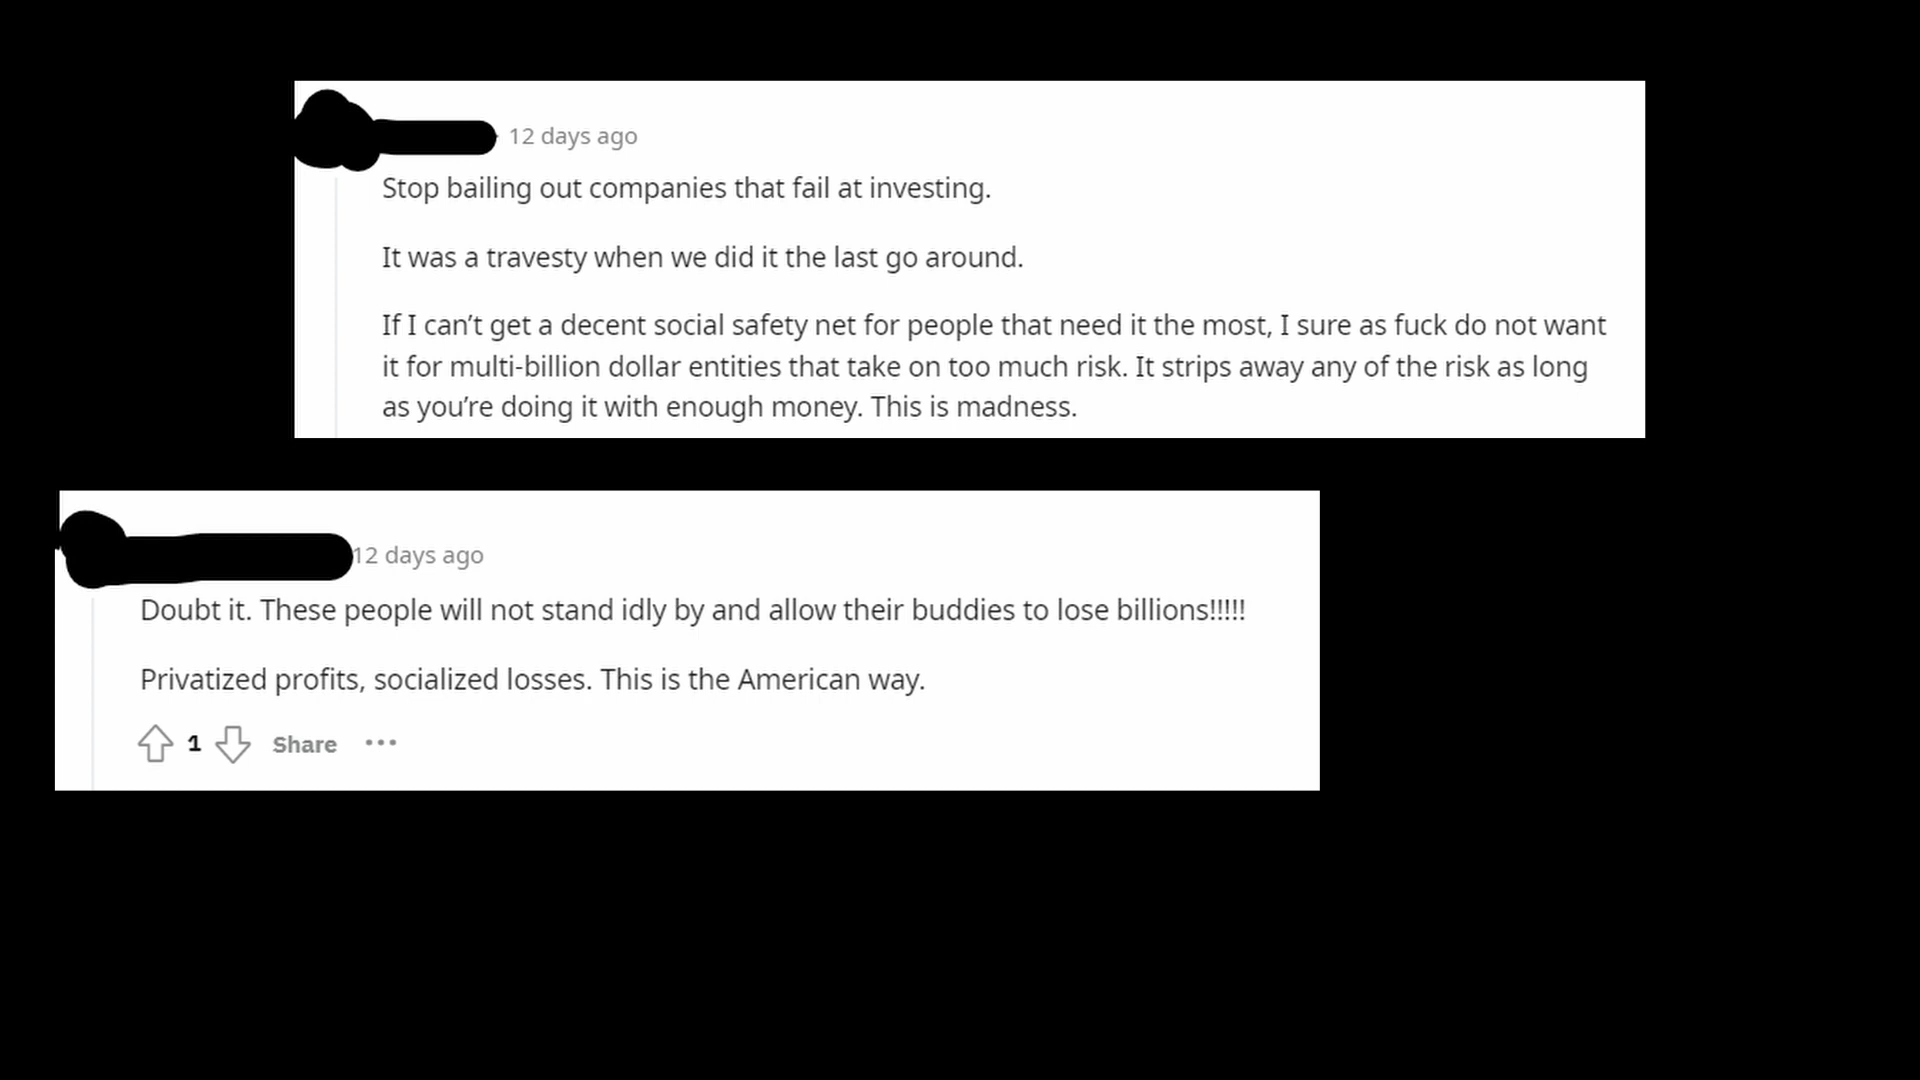 12 days ago
Stop bailing out companies that fail at investing.
It was a travesty when we did it the last go around.
If I can’t get a decent social safety net for people that need it the most, I sure as fuck do not want
it for multi-billion dollar entities that take on too much risk. It strips away any of the risk as long
as you’re doing it with enough money. This is madness.
12 days ago
Doubt it. These people will not stand idly by and allow their buddies to lose billions!!!!!
Privatized profits, socialized losses. This is the American way.
1 Share ...